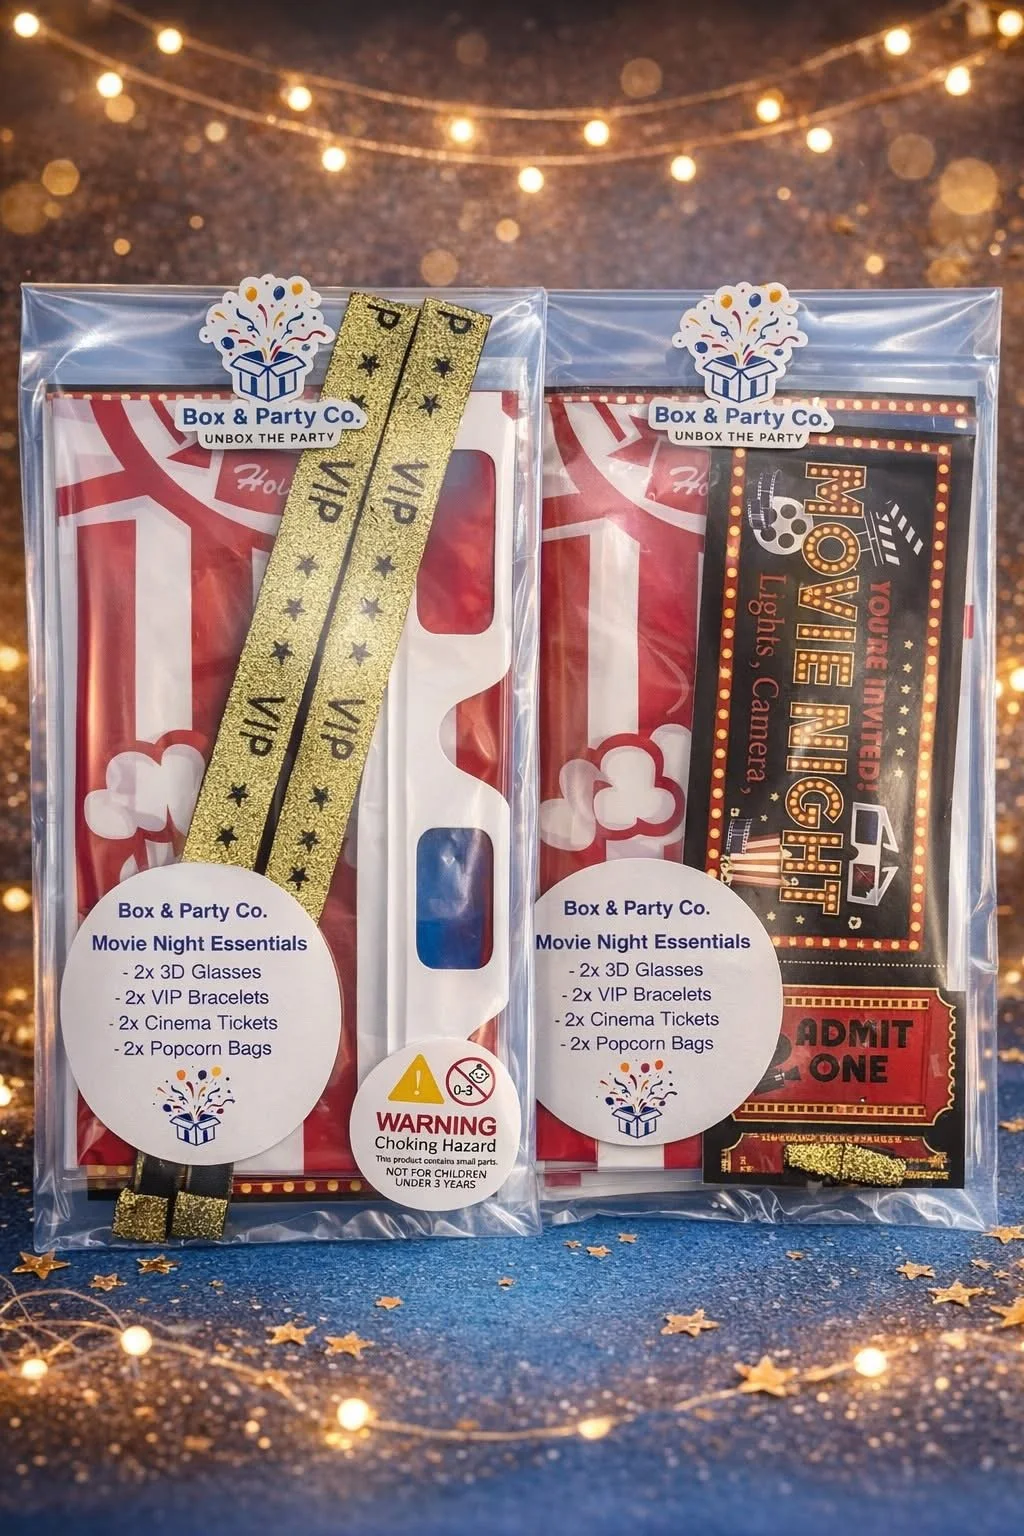 Box & Party Co.
UNBOX THE PARTY
P
P
VIP
VIP
VIP
VIP
Box & Party Co.
Movie Night Essentials
- 2x 3D Glasses
- 2x VIP Bracelets
- 2x Cinema Tickets
- 2x Popcorn Bags
0-3
WARNING
Choking Hazard
This product contains small parts.
NOT FOR CHILDREN
UNDER 3 YEARS
Box & Party Co.
UNBOX THE PARTY
YOU'RE INVITED!
MOVIE NIGHT
Lights, Camera,
ADMIT
ONE
Box & Party Co.
Movie Night Essentials
- 2x 3D Glasses
- 2x VIP Bracelets
- 2x Cinema Tickets
- 2x Popcorn Bags